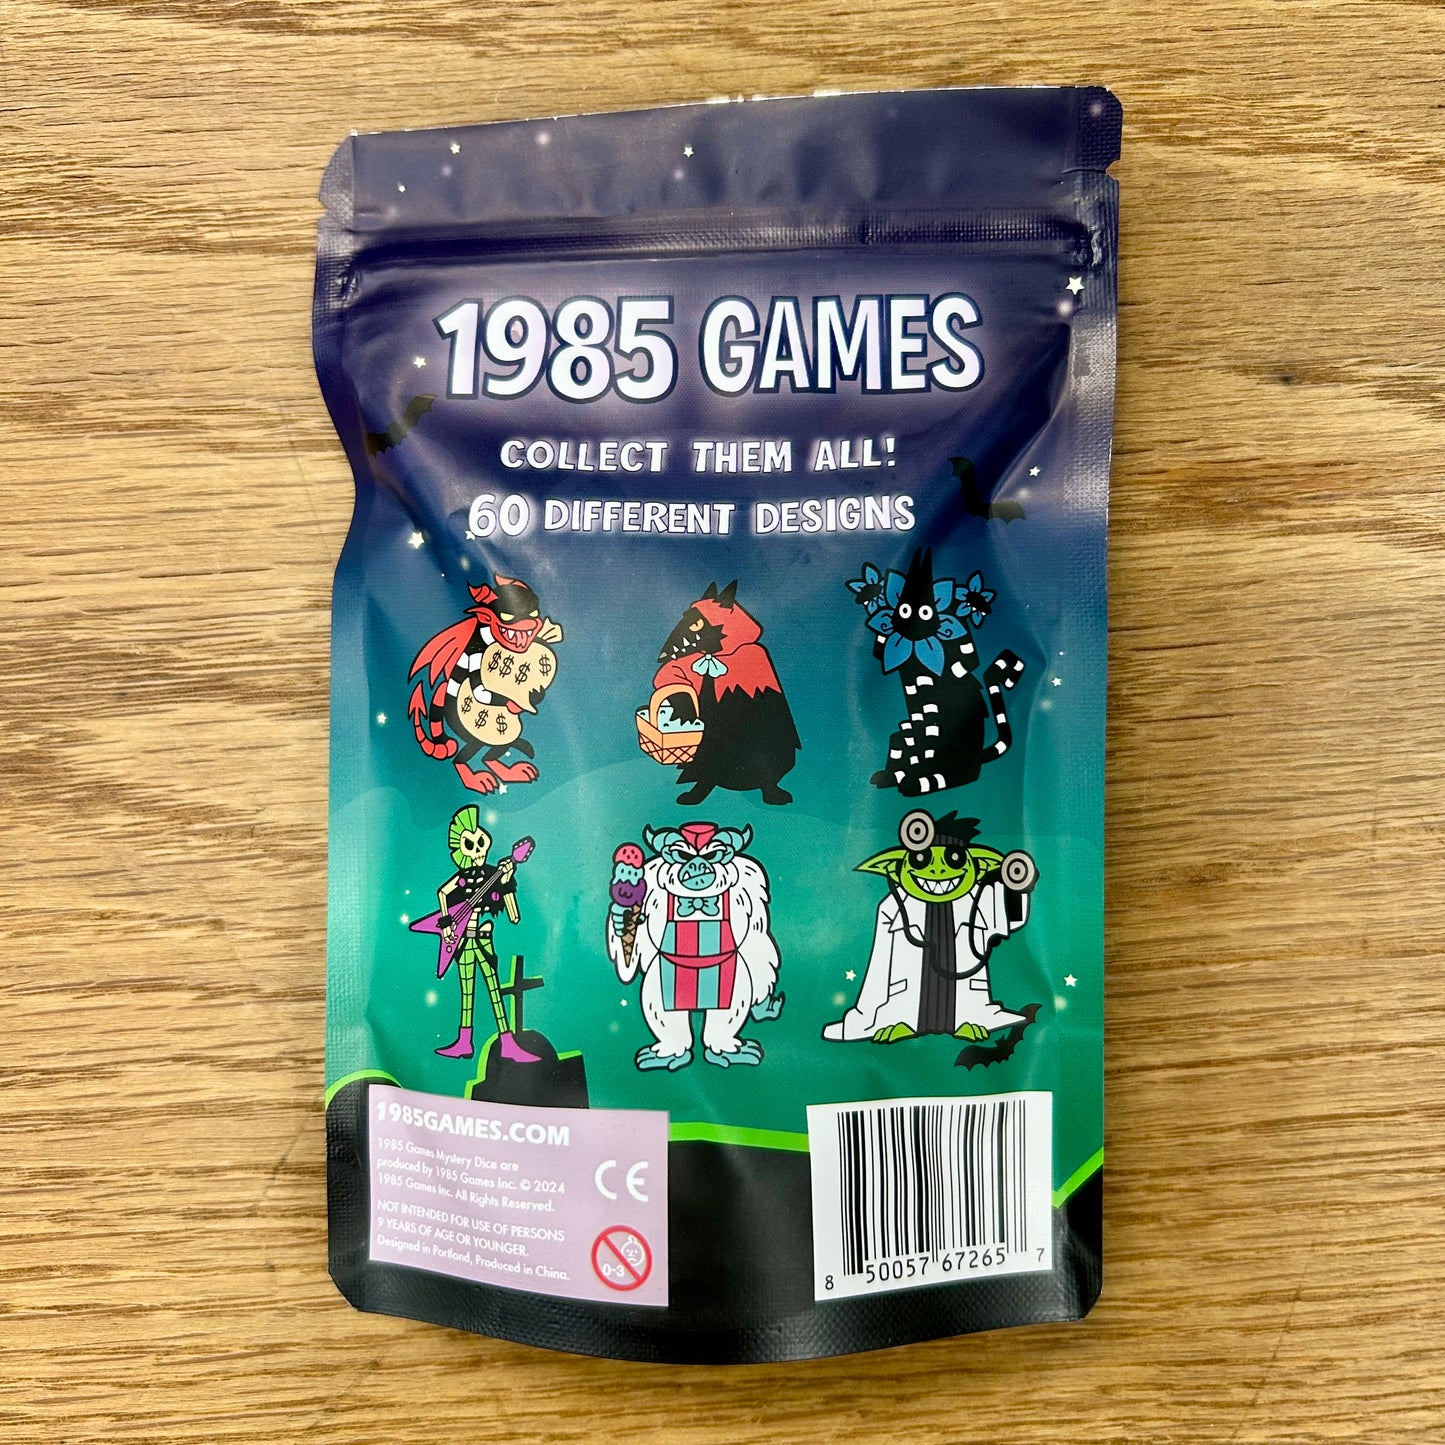 1985 GAMES
COLLECT THEM ALL!
60 DIFFERENT DESIGNS
$$$ $
$ $ $
1985GAMES.COM
1985 Games Mystery Dice are
produced by 1985 Games Inc. © 2024
1985 Games Inc. All Rights Reserved.
NOT INTENDED FOR USE OF PERSONS
9 YEARS OF AGE OR YOUNGER.
Designed in Portland, Produced in China.
CE
0-3
8 50057 67265 7